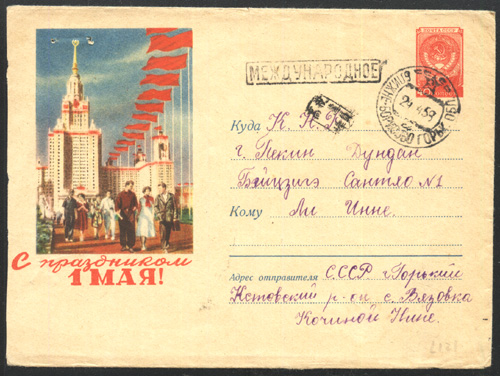 МЕЖДУНАРОДНОЕ
Куда К. Н. Р.
г. Пекин Дундан
Бейцзигэ Сантяо №1
Кому Ли Инне.
С праздником
1 МАЯ!
Адрес отправителя СССР г Горький
Кстовский р-он с. Вязовка
Кочиной Нине.